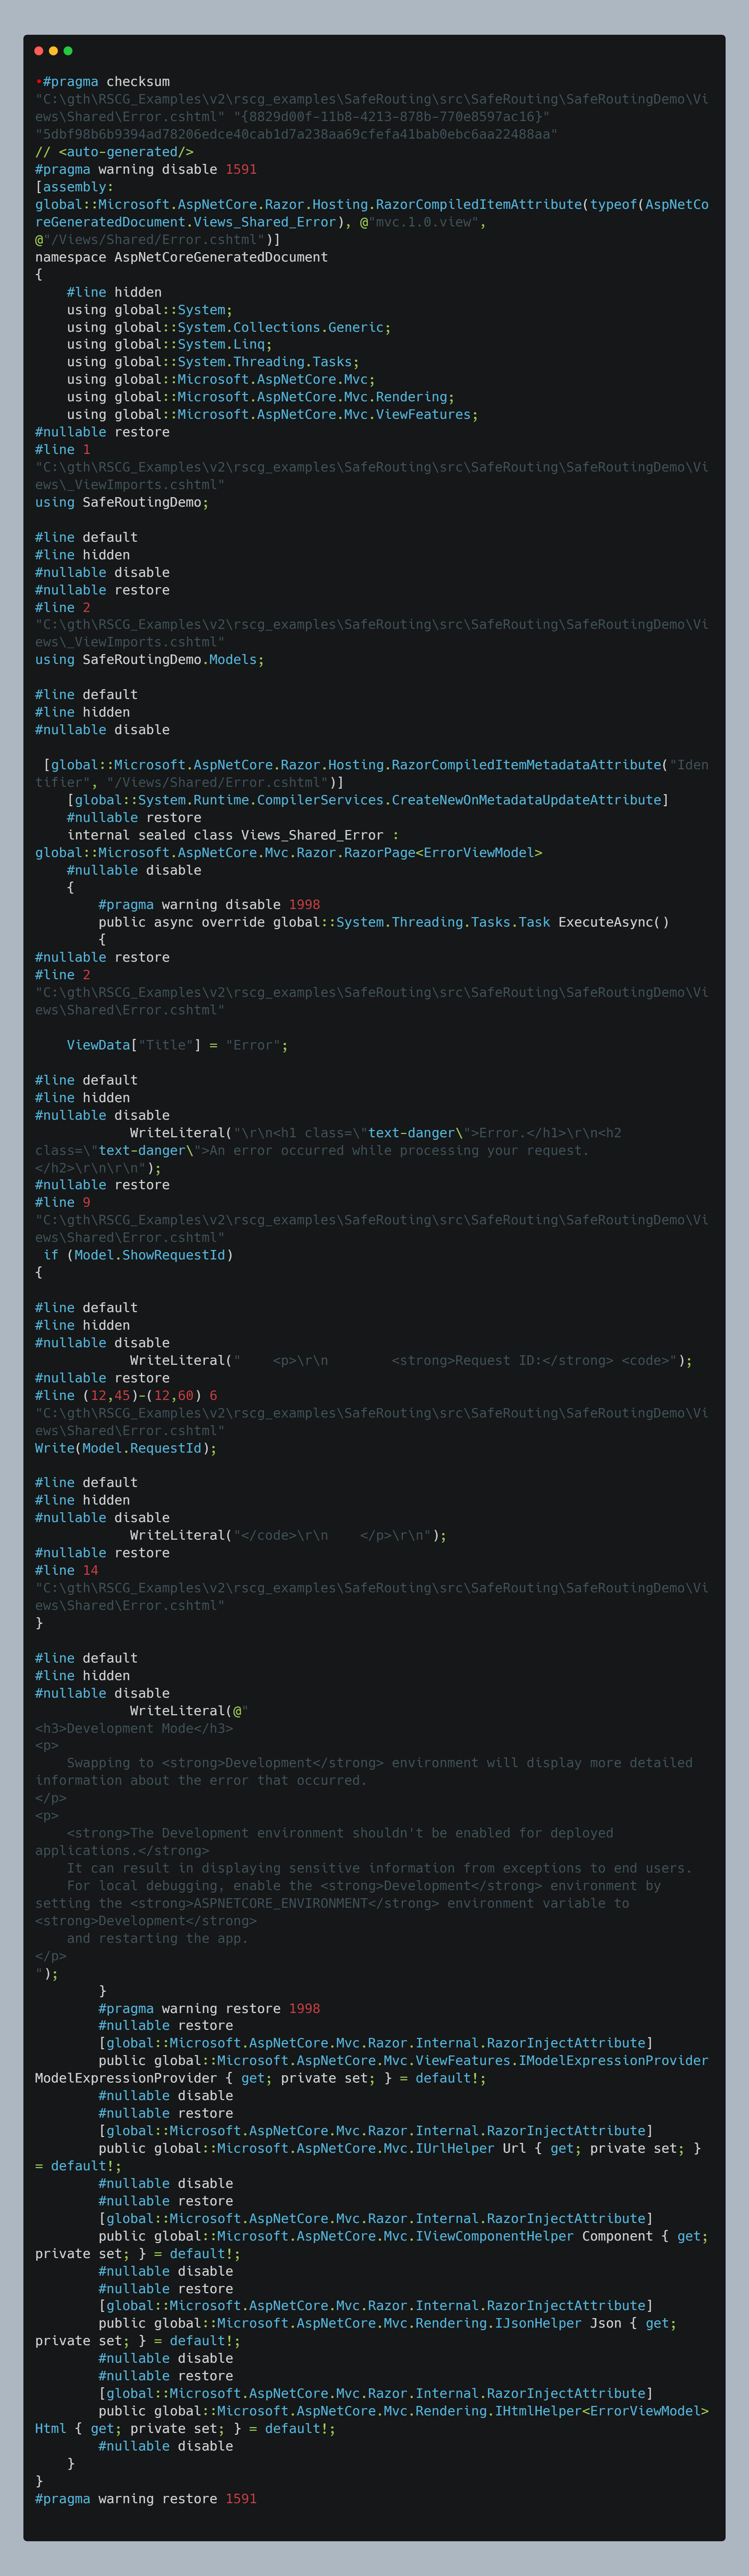 •#pragma checksum
"C:\gth\RSCG_Examples\v2\rscg_examples\SafeRouting\src\SafeRouting\SafeRoutingDemo\Vi
ews\Shared\Error.cshtml" "{8829d00f-11b8-4213-878b-770e8597ac16}"
"5dbf98b6b9394ad78206edce40cab1d7a238aa69cfefa41bab0ebc6aa22488aa"
// <auto-generated/>
#pragma warning disable 1591
[assembly:
global::Microsoft.AspNetCore.Razor.Hosting.RazorCompiledItemAttribute(typeof(AspNetCo
reGeneratedDocument.Views_Shared_Error), @"mvc.1.0.view",
@"/Views/Shared/Error.cshtml")]
namespace AspNetCoreGeneratedDocument
{
    #line hidden
    using global::System;
    using global::System.Collections.Generic;
    using global::System.Linq;
    using global::System.Threading.Tasks;
    using global::Microsoft.AspNetCore.Mvc;
    using global::Microsoft.AspNetCore.Mvc.Rendering;
    using global::Microsoft.AspNetCore.Mvc.ViewFeatures;
#nullable restore
#line 1
"C:\gth\RSCG_Examples\v2\rscg_examples\SafeRouting\src\SafeRouting\SafeRoutingDemo\Vi
ews\_ViewImports.cshtml"
using SafeRoutingDemo;

#line default
#line hidden
#nullable disable
#nullable restore
#line 2
"C:\gth\RSCG_Examples\v2\rscg_examples\SafeRouting\src\SafeRouting\SafeRoutingDemo\Vi
ews\_ViewImports.cshtml"
using SafeRoutingDemo.Models;

#line default
#line hidden
#nullable disable

 [global::Microsoft.AspNetCore.Razor.Hosting.RazorCompiledItemMetadataAttribute("Iden
tifier", "/Views/Shared/Error.cshtml")]
    [global::System.Runtime.CompilerServices.CreateNewOnMetadataUpdateAttribute]
    #nullable restore
    internal sealed class Views_Shared_Error :
global::Microsoft.AspNetCore.Mvc.Razor.RazorPage<ErrorViewModel>
    #nullable disable
    {
        #pragma warning disable 1998
        public async override global::System.Threading.Tasks.Task ExecuteAsync()
        {
#nullable restore
#line 2
"C:\gth\RSCG_Examples\v2\rscg_examples\SafeRouting\src\SafeRouting\SafeRoutingDemo\Vi
ews\Shared\Error.cshtml"

    ViewData["Title"] = "Error";

#line default
#line hidden
#nullable disable
            WriteLiteral("\r\n<h1 class=\"text-danger\">Error.</h1>\r\n<h2
class=\"text-danger\">An error occurred while processing your request.
</h2>\r\n\r\n");
#nullable restore
#line 9
"C:\gth\RSCG_Examples\v2\rscg_examples\SafeRouting\src\SafeRouting\SafeRoutingDemo\Vi
ews\Shared\Error.cshtml"
 if (Model.ShowRequestId)
{

#line default
#line hidden
#nullable disable
            WriteLiteral("    <p>\r\n        <strong>Request ID:</strong> <code>");
#nullable restore
#line (12,45)-(12,60) 6
"C:\gth\RSCG_Examples\v2\rscg_examples\SafeRouting\src\SafeRouting\SafeRoutingDemo\Vi
ews\Shared\Error.cshtml"
Write(Model.RequestId);

#line default
#line hidden
#nullable disable
            WriteLiteral("</code>\r\n    </p>\r\n");
#nullable restore
#line 14
"C:\gth\RSCG_Examples\v2\rscg_examples\SafeRouting\src\SafeRouting\SafeRoutingDemo\Vi
ews\Shared\Error.cshtml"
}

#line default
#line hidden
#nullable disable
            WriteLiteral(@"
<h3>Development Mode</h3>
<p>
    Swapping to <strong>Development</strong> environment will display more detailed
information about the error that occurred.
</p>
<p>
    <strong>The Development environment shouldn't be enabled for deployed
applications.</strong>
    It can result in displaying sensitive information from exceptions to end users.
    For local debugging, enable the <strong>Development</strong> environment by
setting the <strong>ASPNETCORE_ENVIRONMENT</strong> environment variable to
<strong>Development</strong>
    and restarting the app.
</p>
");
        }
        #pragma warning restore 1998
        #nullable restore
        [global::Microsoft.AspNetCore.Mvc.Razor.Internal.RazorInjectAttribute]
        public global::Microsoft.AspNetCore.Mvc.ViewFeatures.IModelExpressionProvider
ModelExpressionProvider { get; private set; } = default!;
        #nullable disable
        #nullable restore
        [global::Microsoft.AspNetCore.Mvc.Razor.Internal.RazorInjectAttribute]
        public global::Microsoft.AspNetCore.Mvc.IUrlHelper Url { get; private set; }
= default!;
        #nullable disable
        #nullable restore
        [global::Microsoft.AspNetCore.Mvc.Razor.Internal.RazorInjectAttribute]
        public global::Microsoft.AspNetCore.Mvc.IViewComponentHelper Component { get;
private set; } = default!;
        #nullable disable
        #nullable restore
        [global::Microsoft.AspNetCore.Mvc.Razor.Internal.RazorInjectAttribute]
        public global::Microsoft.AspNetCore.Mvc.Rendering.IJsonHelper Json { get;
private set; } = default!;
        #nullable disable
        #nullable restore
        [global::Microsoft.AspNetCore.Mvc.Razor.Internal.RazorInjectAttribute]
        public global::Microsoft.AspNetCore.Mvc.Rendering.IHtmlHelper<ErrorViewModel>
Html { get; private set; } = default!;
        #nullable disable
    }
}
#pragma warning restore 1591